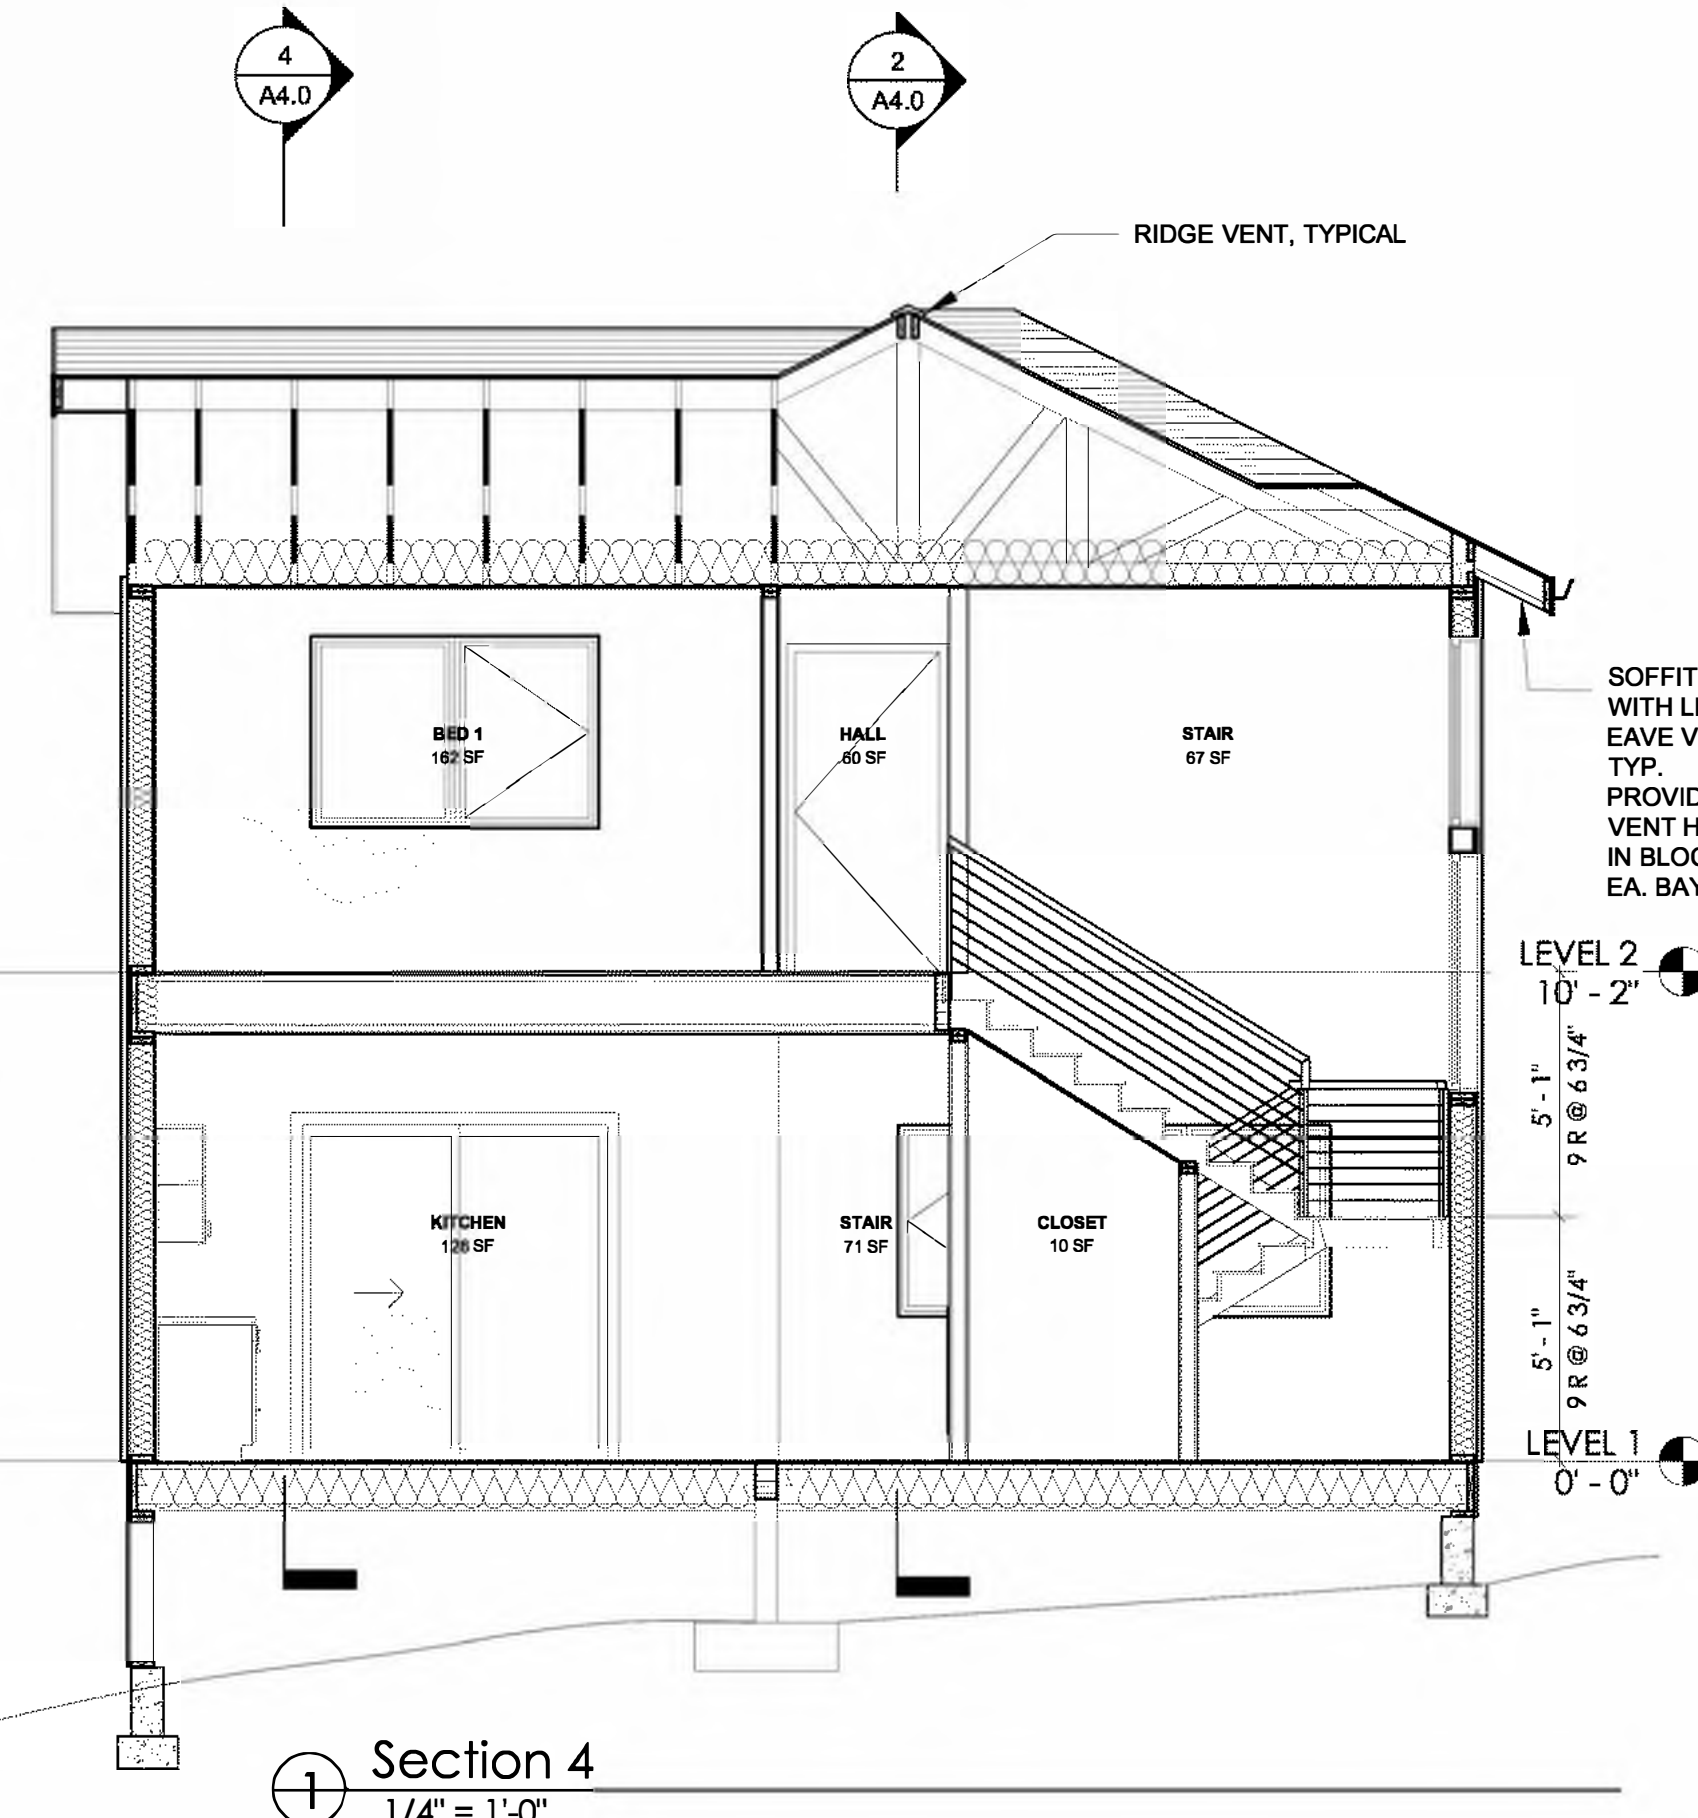 4
A4.0
2
A4.0
RIDGE VENT, TYPICAL
SOFFIT
WITH
EAVE
TYP.
VENT
IN
EA. BAY
BED 1
162 SF
HALL
60 SF
STAIR
67 SF
LEVEL 2
10' - 2"
5' - 1"
9 R @ 6 3/4"
KITCHEN
128 SF
STAIR
71 SF
CLOSET
10 SF
5' - 1"
9 R @ 6 3/4"
LEVEL 1
0' - 0"
1
Section 4
1/4" = 1'-0"